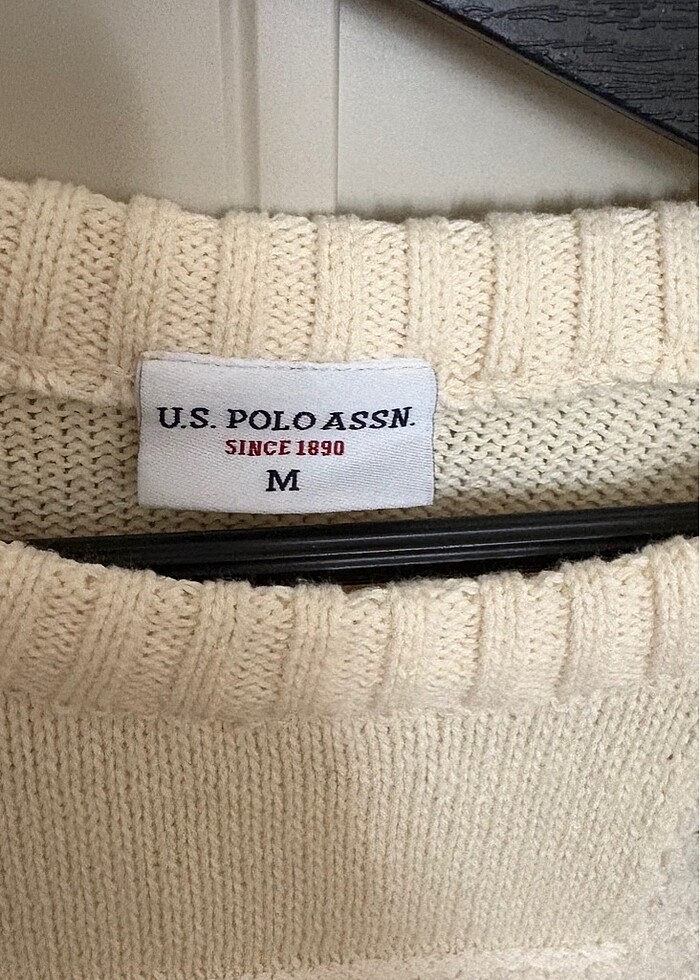 U.S. POLO ASSN.
SINCE 1890
M